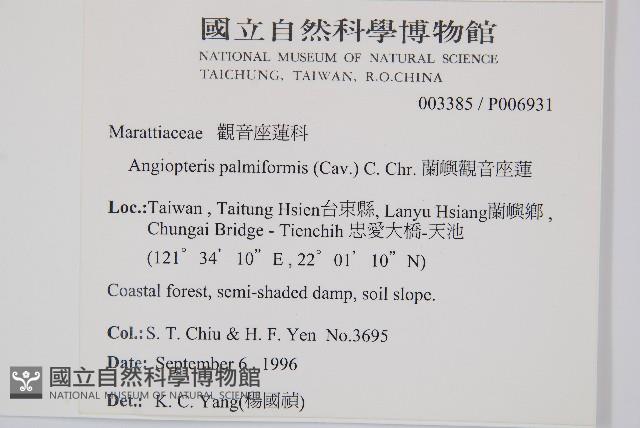 國立自然科學博物館
NATIONAL MUSEUM OF NATURAL SCIENCE
TAICHUNG, TAIWAN, R.O.CHINA
003385 / P006931
Marattiaceae 觀音座蓮科
Angiopteris palmiformis (Cav.) C. Chr. 蘭嶼觀音座蓮
Loc.:Taiwan , Taitung Hsien台東縣, Lanyu Hsiang蘭嶼鄉 ,
Chungai Bridge - Tienchih 忠愛大橋-天池
(121° 34' 10" E , 22° 01' 10" N)
Coastal forest, semi-shaded damp, soil slope.
Col.: S. T. Chiu & H. F. Yen No.3695
Date: September 6 , 1996
國立自然科學博物館
NATIONAL MUSEUM OF NATURAL SCIENCE
Det.: K. C. Yang(楊國禎)